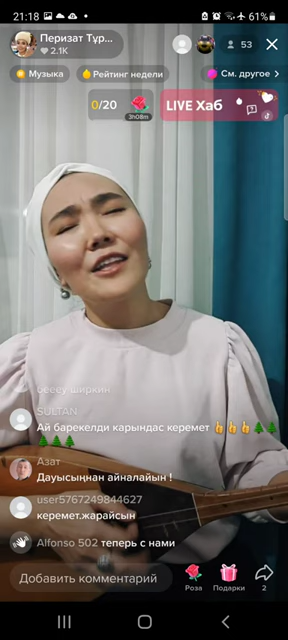 21:18
61%
Перизат Тұр...
2.1K
53
Музыка
Рейтинг недели
См. другое
0/20
3h08m
LIVE Хаб
бееей ширкин
SULTAN
Ай барекелди карындас керемет
Азат
Дауысыңнан айналайын !
user5767249844627
керемет.жарайсын
Alfonso 502 теперь с нами
Добавить комментарий
Роза
Подарки
2